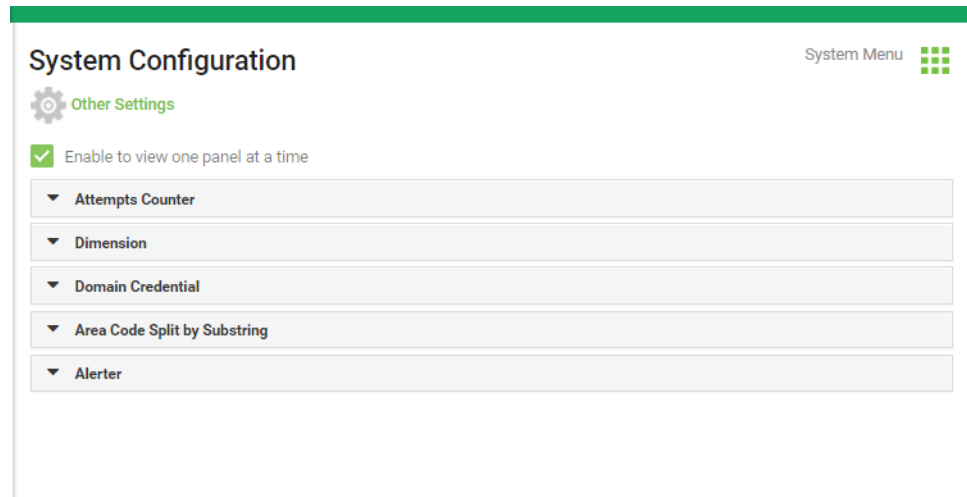 System Configuration
System Menu
Other Settings
Enable to view one panel at a time
Attempts Counter
Dimension
Domain Credential
Area Code Split by Substring
Alerter